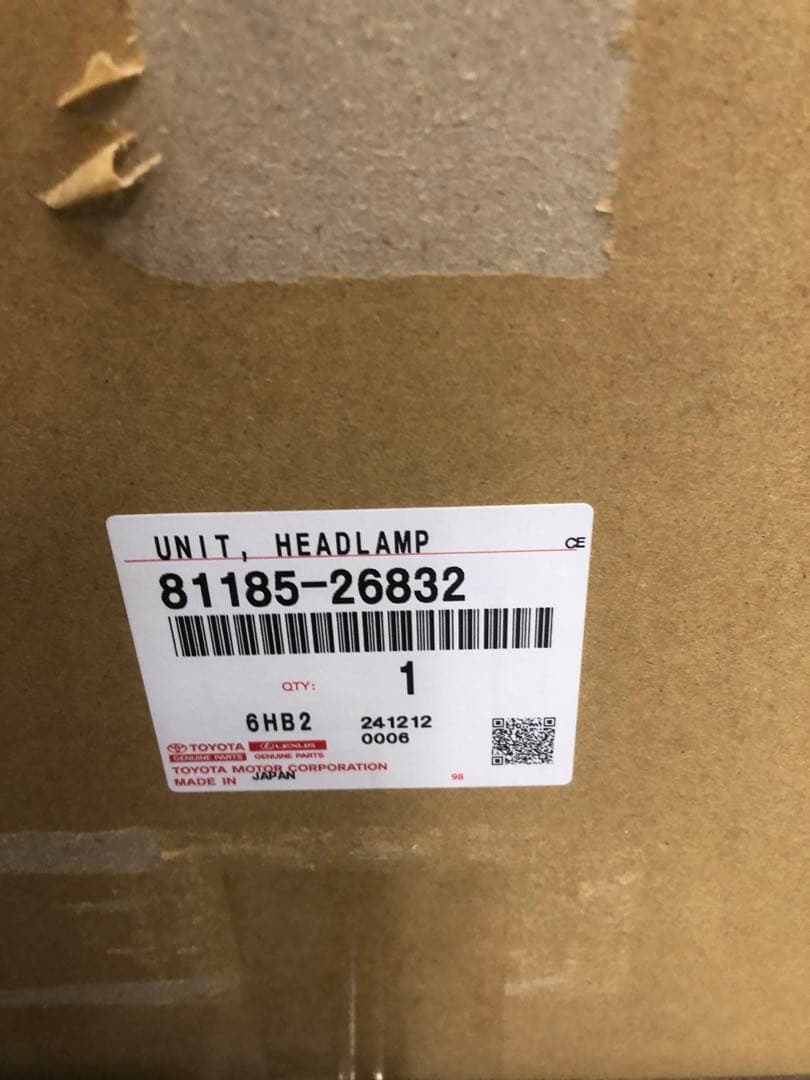 UNIT, HEADLAMP
CE
81185-26832
QTY: 1
6HB2 241212
0006
TOYOTA LEXUS
GENUINE PARTS GENUINE PARTS
TOYOTA MOTOR CORPORATION
MADE IN JAPAN
98